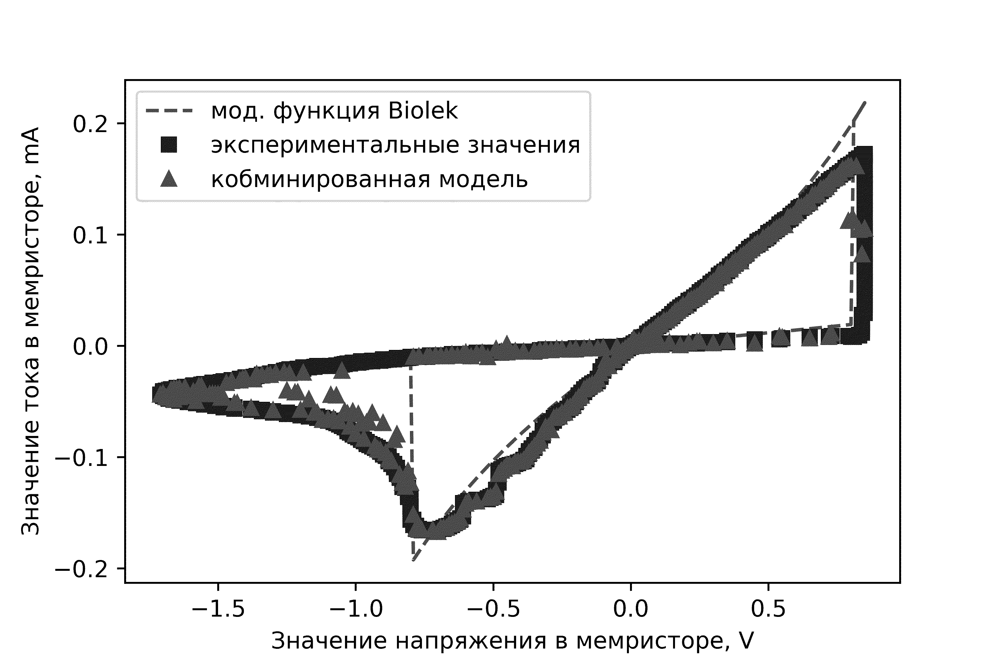 мод. функция Biolek
экспериментальные значения
кобминированная модель
Значение тока в мемристоре, mA
0.2
0.1
0.0
−0.1
−0.2
−1.5 −1.0 −0.5 0.0 0.5
Значение напряжения в мемристоре, V